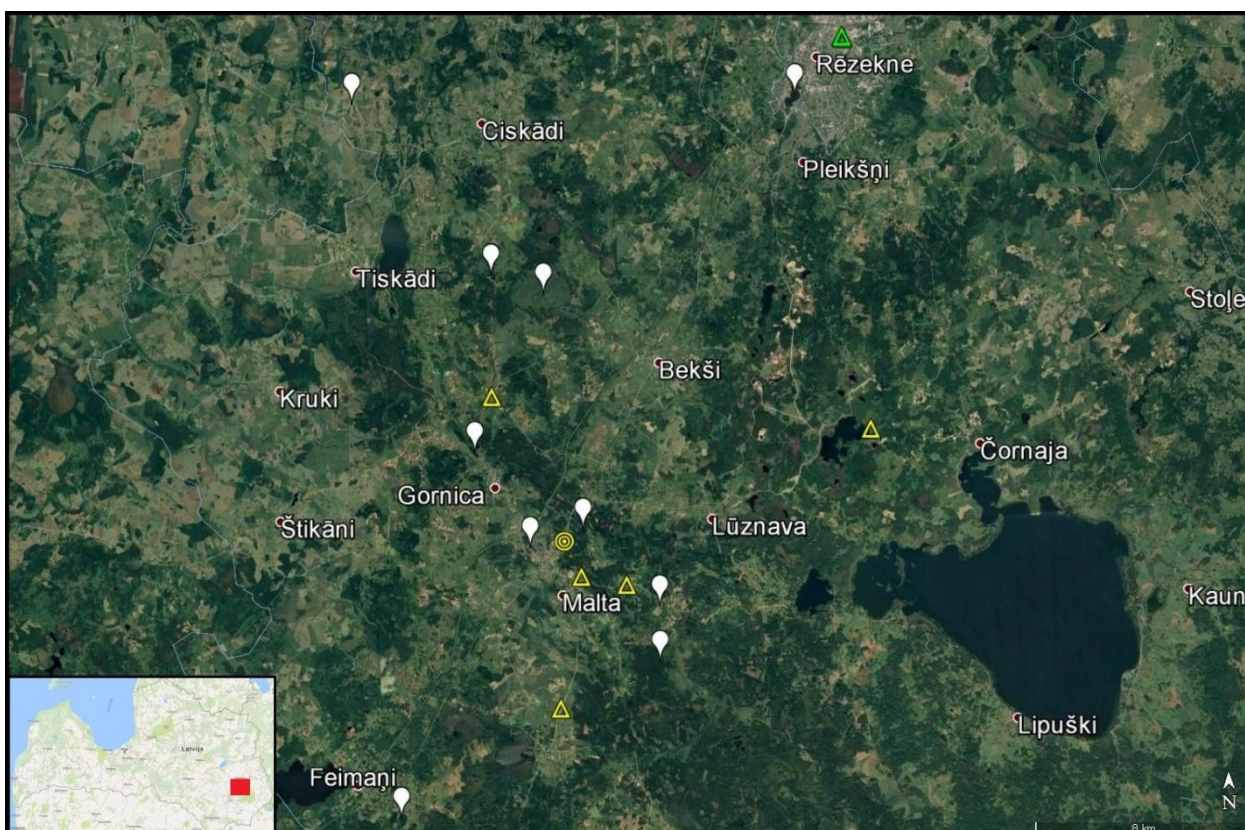 Rēzekne
Ciskādi
Pleikšņi
Tiskādi
Stoļe
Bekši
Kruki
Čornaja
Gornica
Štikāni
Lūznava
Malta
Kaun
Lipuški
Feimaņi
Latvija
N
8 km